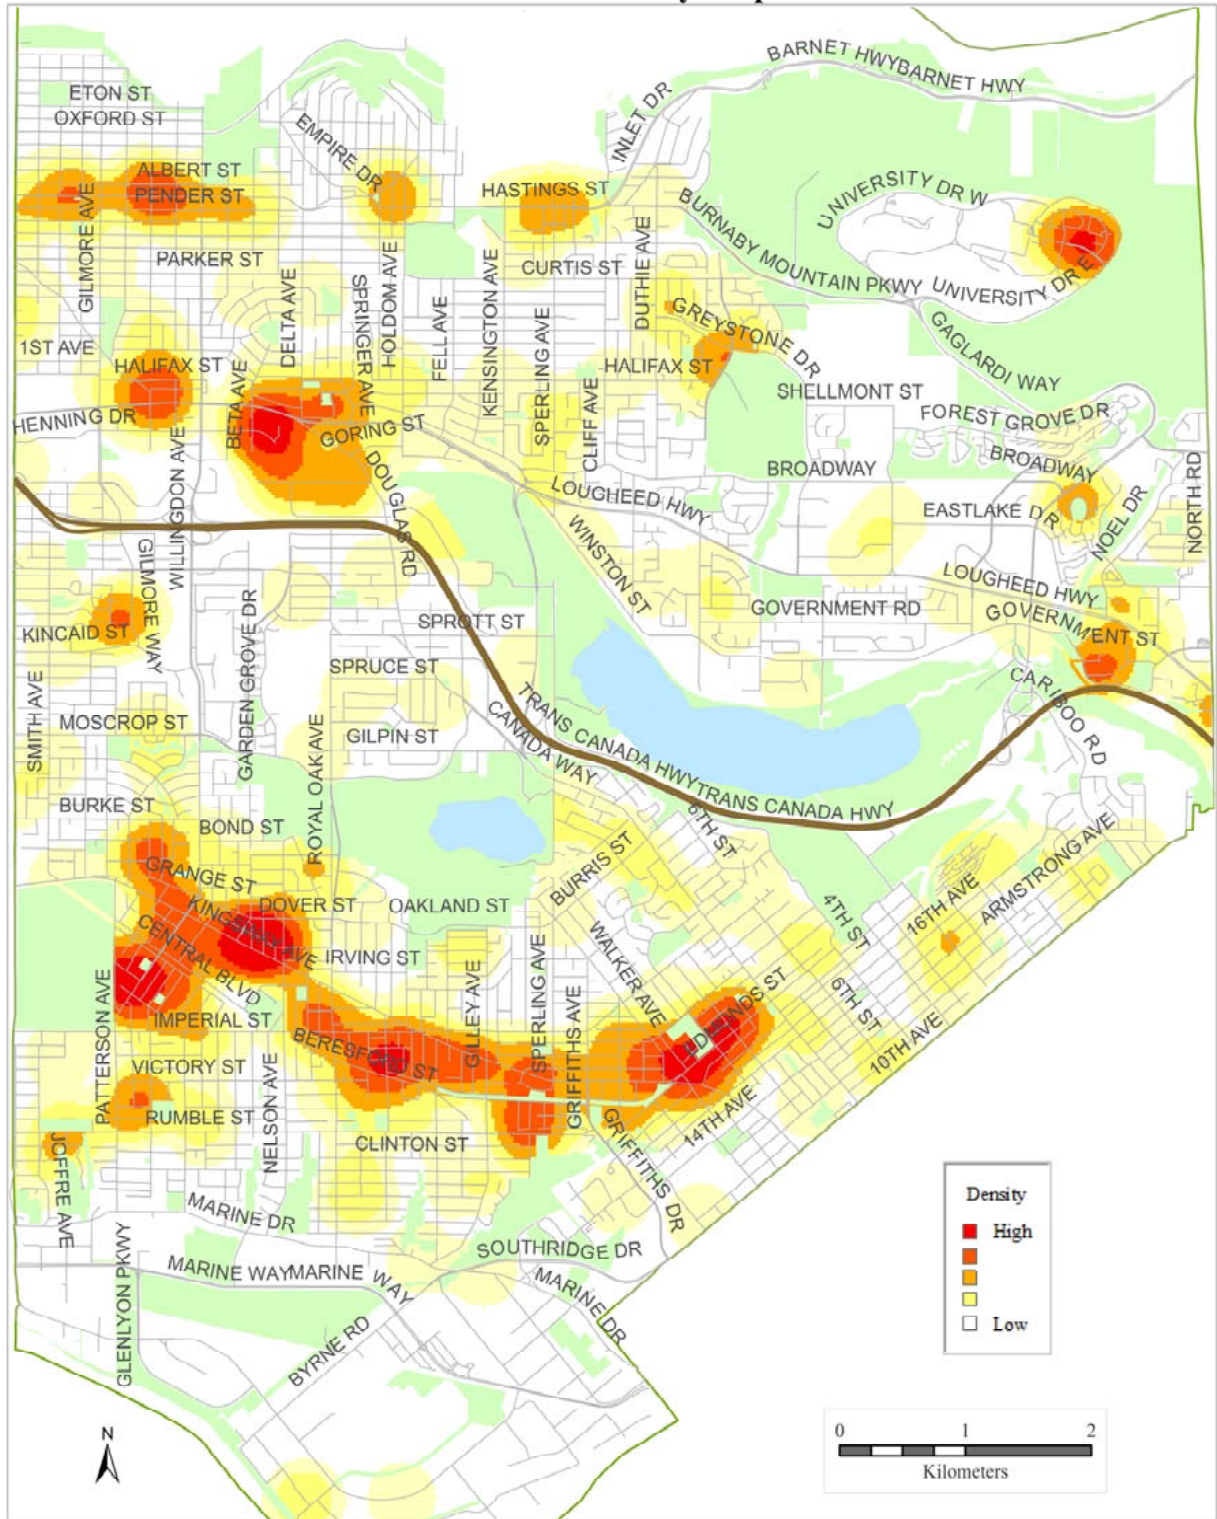 BARNET HWY BARNET HWY
ETON ST
OXFORD ST
EMPIRE DR
INLET DR
ALBERT ST
PENDER ST
HASTINGS ST
UNIVERSITY DR W
GILMORE AVE
PARKER ST
CURTIS ST
DUTHIE AVE
BURNABY MOUNTAIN PKWY
UNIVERSITY DR E
DELTA AVE
SPRINGER AVE
HOLDOM AVE
FELL AVE
KENSINGTON AVE
SPERLING AVE
GREYSTONE DR
GAGLARDI WAY
1ST AVE
HALIFAX ST
HALIFAX ST
SHELLMONT ST
HENNING DR
BETA AVE
GORING ST
CLIFF AVE
FOREST GROVE DR
WILLINGDON AVE
DOUGLAS RD
BROADWAY
BROADWAY
LOUGHEED HWY
EASTLAKE DR
NOEL DR
NORTH RD
GILMORE WAY
WINSTON ST
LOUGHEED HWY
KINCAID ST
GARDEN GROVE DR
SPROTT ST
GOVERNMENT RD
GOVERNMENT ST
SPRUCE ST
SMITH AVE
MOSCROP ST
ROYAL OAK AVE
GILPIN ST
TRANS CANADA HWY TRANS CANADA HWY
CANADA WAY
CARIBOO RD
BURKE ST
BOND ST
6TH ST
BURRIS ST
ARMSTRONG AVE
GRANGE ST
DOVER ST
OAKLAND ST
4TH ST
16TH AVE
KINGSWAY AVE
CENTRAL BLVD
IRVING ST
WALKER AVE
PATTERSON AVE
IMPERIAL ST
GILLEY AVE
SPERLING AVE
GRIFFITHS AVE
EDMONDS ST
6TH ST
10TH AVE
BERESFORD ST
VICTORY ST
NELSON AVE
RUMBLE ST
CLINTON ST
14TH AVE
JOFFRE AVE
GRIFFITHS DR
MARINE DR
SOUTHRIDGE DR
GLENLYON PKWY
MARINE WAY MARINE WAY
MARINE DR
BYRNE RD
Density
High
Low
N
0 1 2
Kilometers